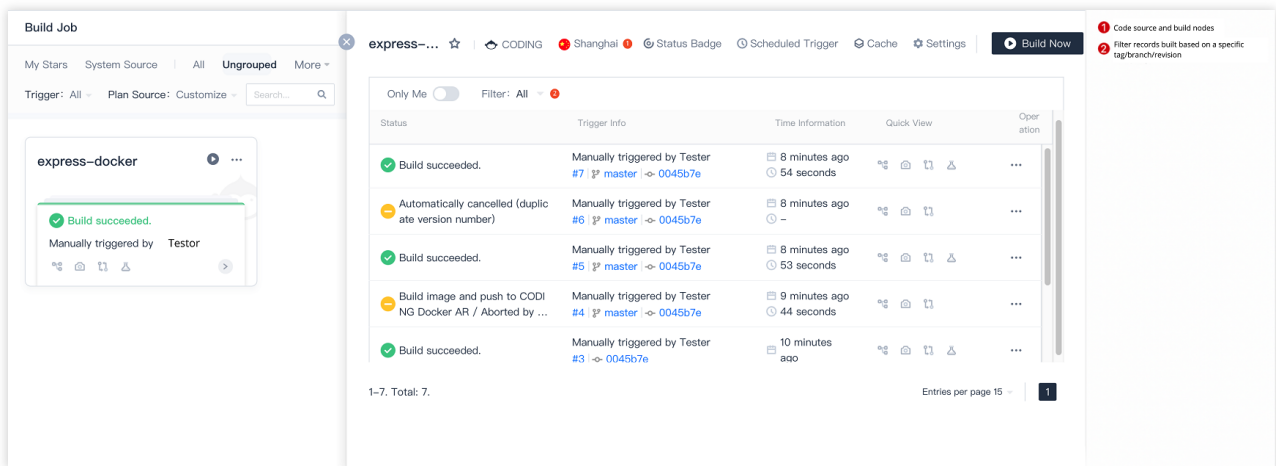 Build Job
My Stars System Source All Ungrouped More
Trigger: All Plan Source: Customize Search...
express-docker
Build succeeded.
Manually triggered by Testor
express-... CODING Shanghai 1 Status Badge Scheduled Trigger Cache Settings Build Now
Only Me Filter: All 2
Status Trigger Info Time Information Quick View Oper
ation
Build succeeded. Manually triggered by Tester 8 minutes ago
#7 master 0045b7e 54 seconds
Automatically cancelled (duplic Manually triggered by Tester 8 minutes ago
ate version number) #6 master 0045b7e –
Build succeeded. Manually triggered by Tester 8 minutes ago
#5 master 0045b7e 53 seconds
Build image and push to CODI Manually triggered by Tester 9 minutes ago
NG Docker AR / Aborted by ... #4 master 0045b7e 44 seconds
Build succeeded. Manually triggered by Tester 10 minutes
#3 0045b7e ago
1-7. Total: 7. Entries per page 15 1
1 Code source and build nodes
2 Filter records built based on a specific
tag/branch/revision